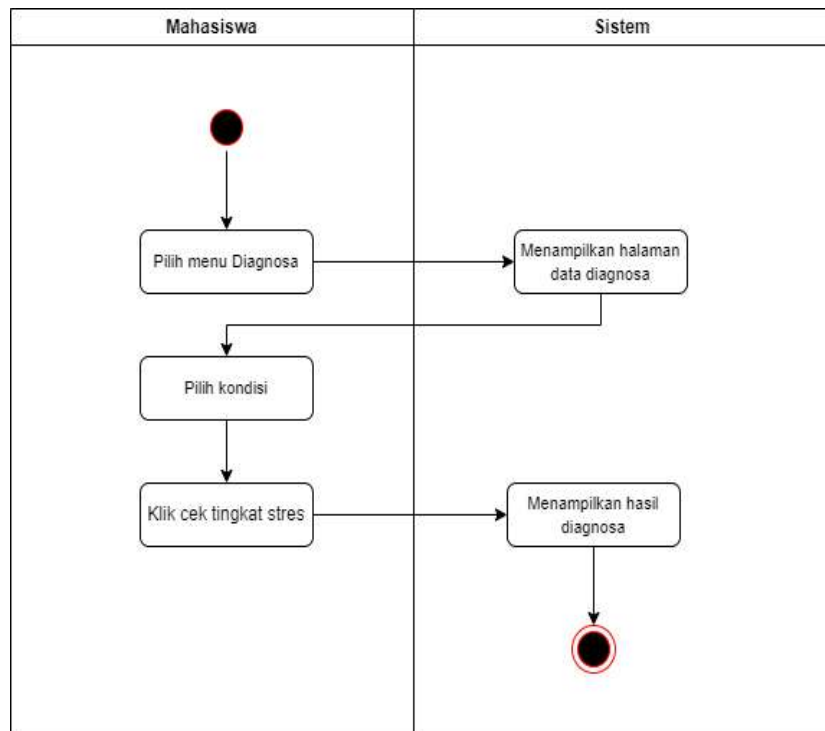 Mahasiswa
Sistem
Pilih menu Diagnosa
Menampilkan halaman
data diagnosa
Pilih kondisi
Klik cek tingkat stres
Menampilkan hasil
diagnosa